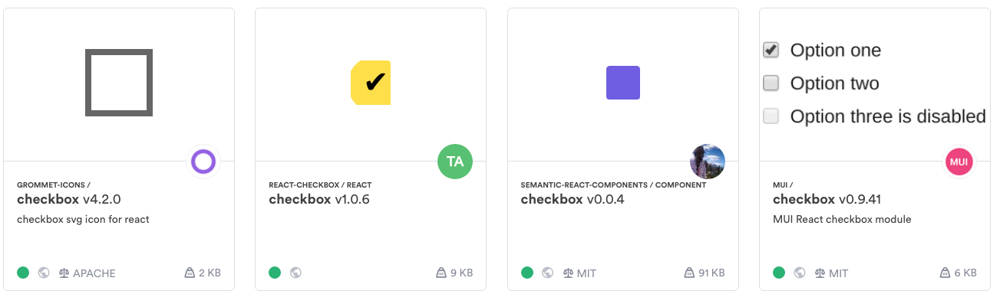 GROMMET-ICONS /
checkbox v4.2.0
checkbox svg icon for react
APACHE
2 KB
TA
REACT-CHECKBOX / REACT
checkbox v1.0.6
9 KB
SEMANTIC-REACT-COMPONENTS / COMPONENT
checkbox v0.0.4
MIT
91 KB
Option one
Option two
Option three is disabled
MUI
MUI /
checkbox v0.9.41
MUI React checkbox module
MIT
6 KB